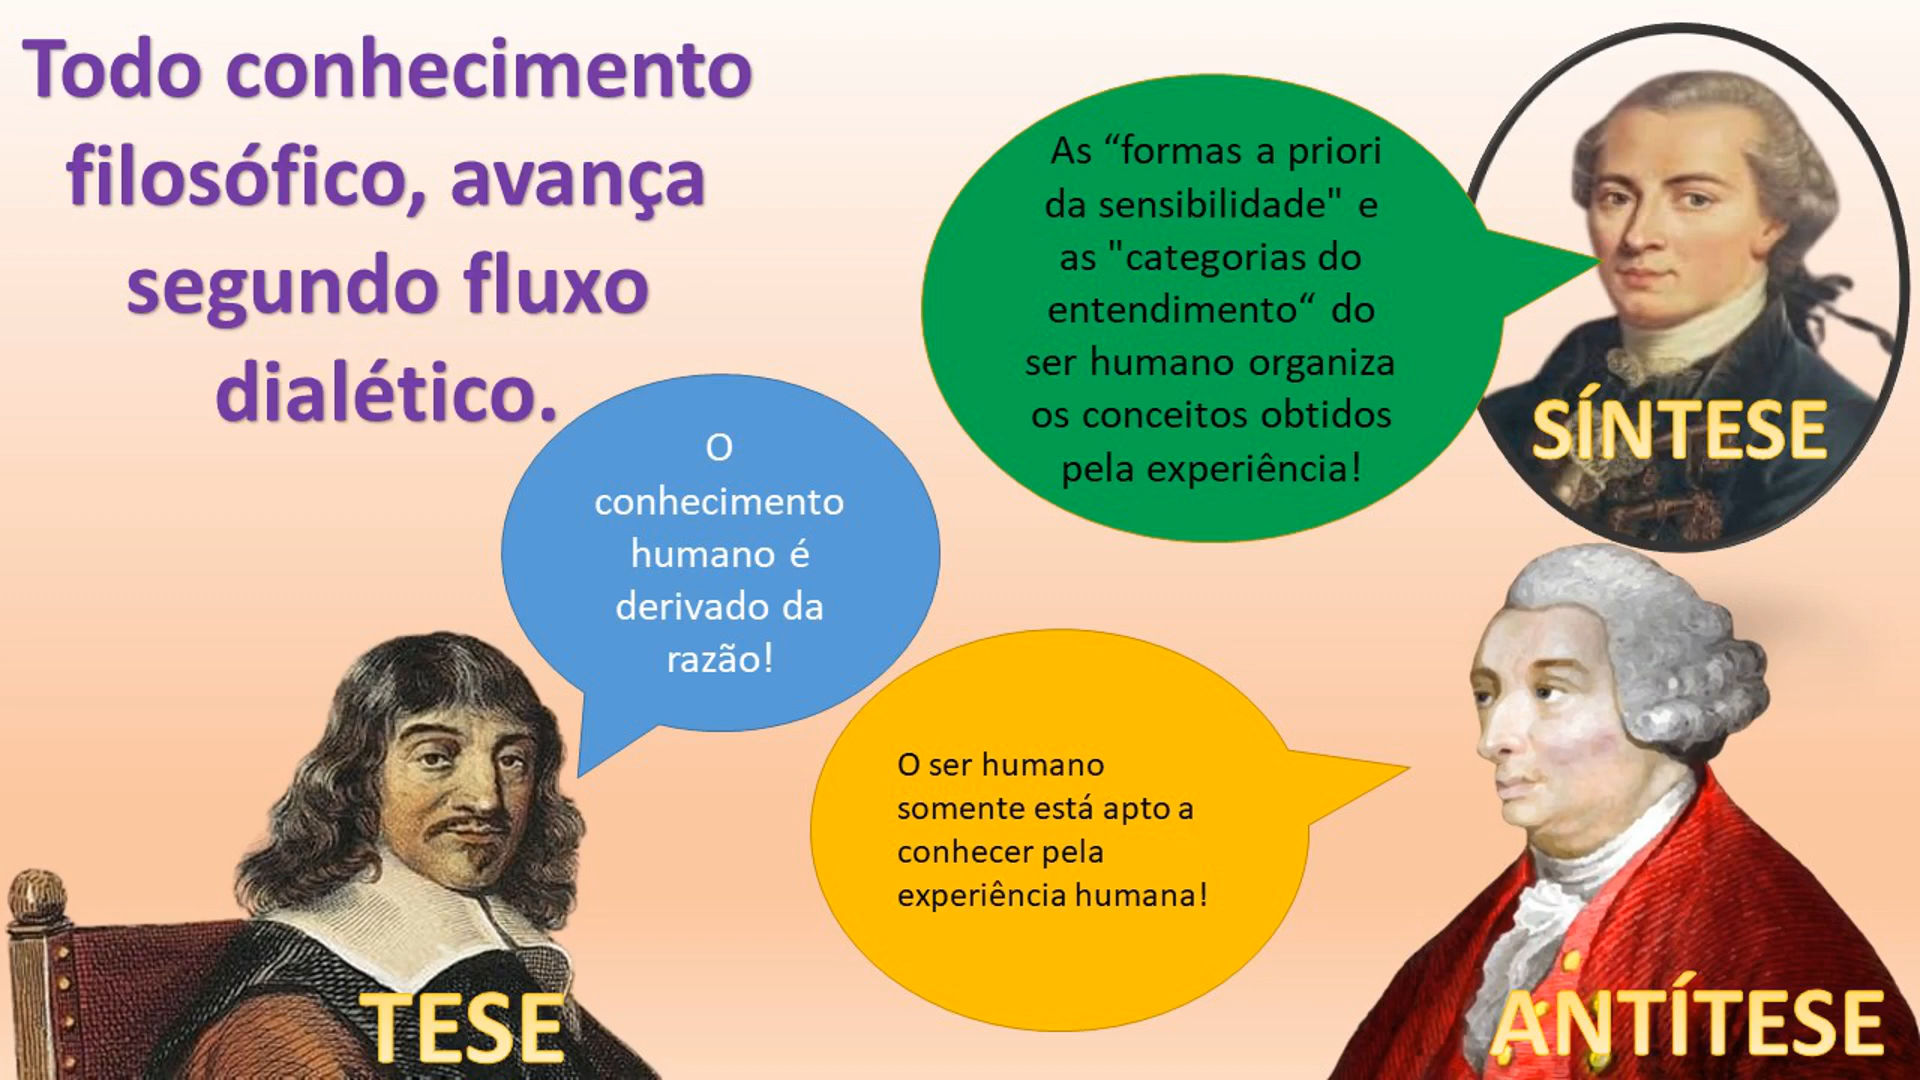 Todo conhecimento
filosófico, avança
segundo fluxo
dialético.
As “formas a priori
da sensibilidade" e
as "categorias do
entendimento“ do
ser humano organiza
os conceitos obtidos
pela experiência!
SÍNTESE
O
conhecimento
humano é
derivado da
razão!
O ser humano
somente está apto a
conhecer pela
experiência humana!
TESE
ANTÍTESE